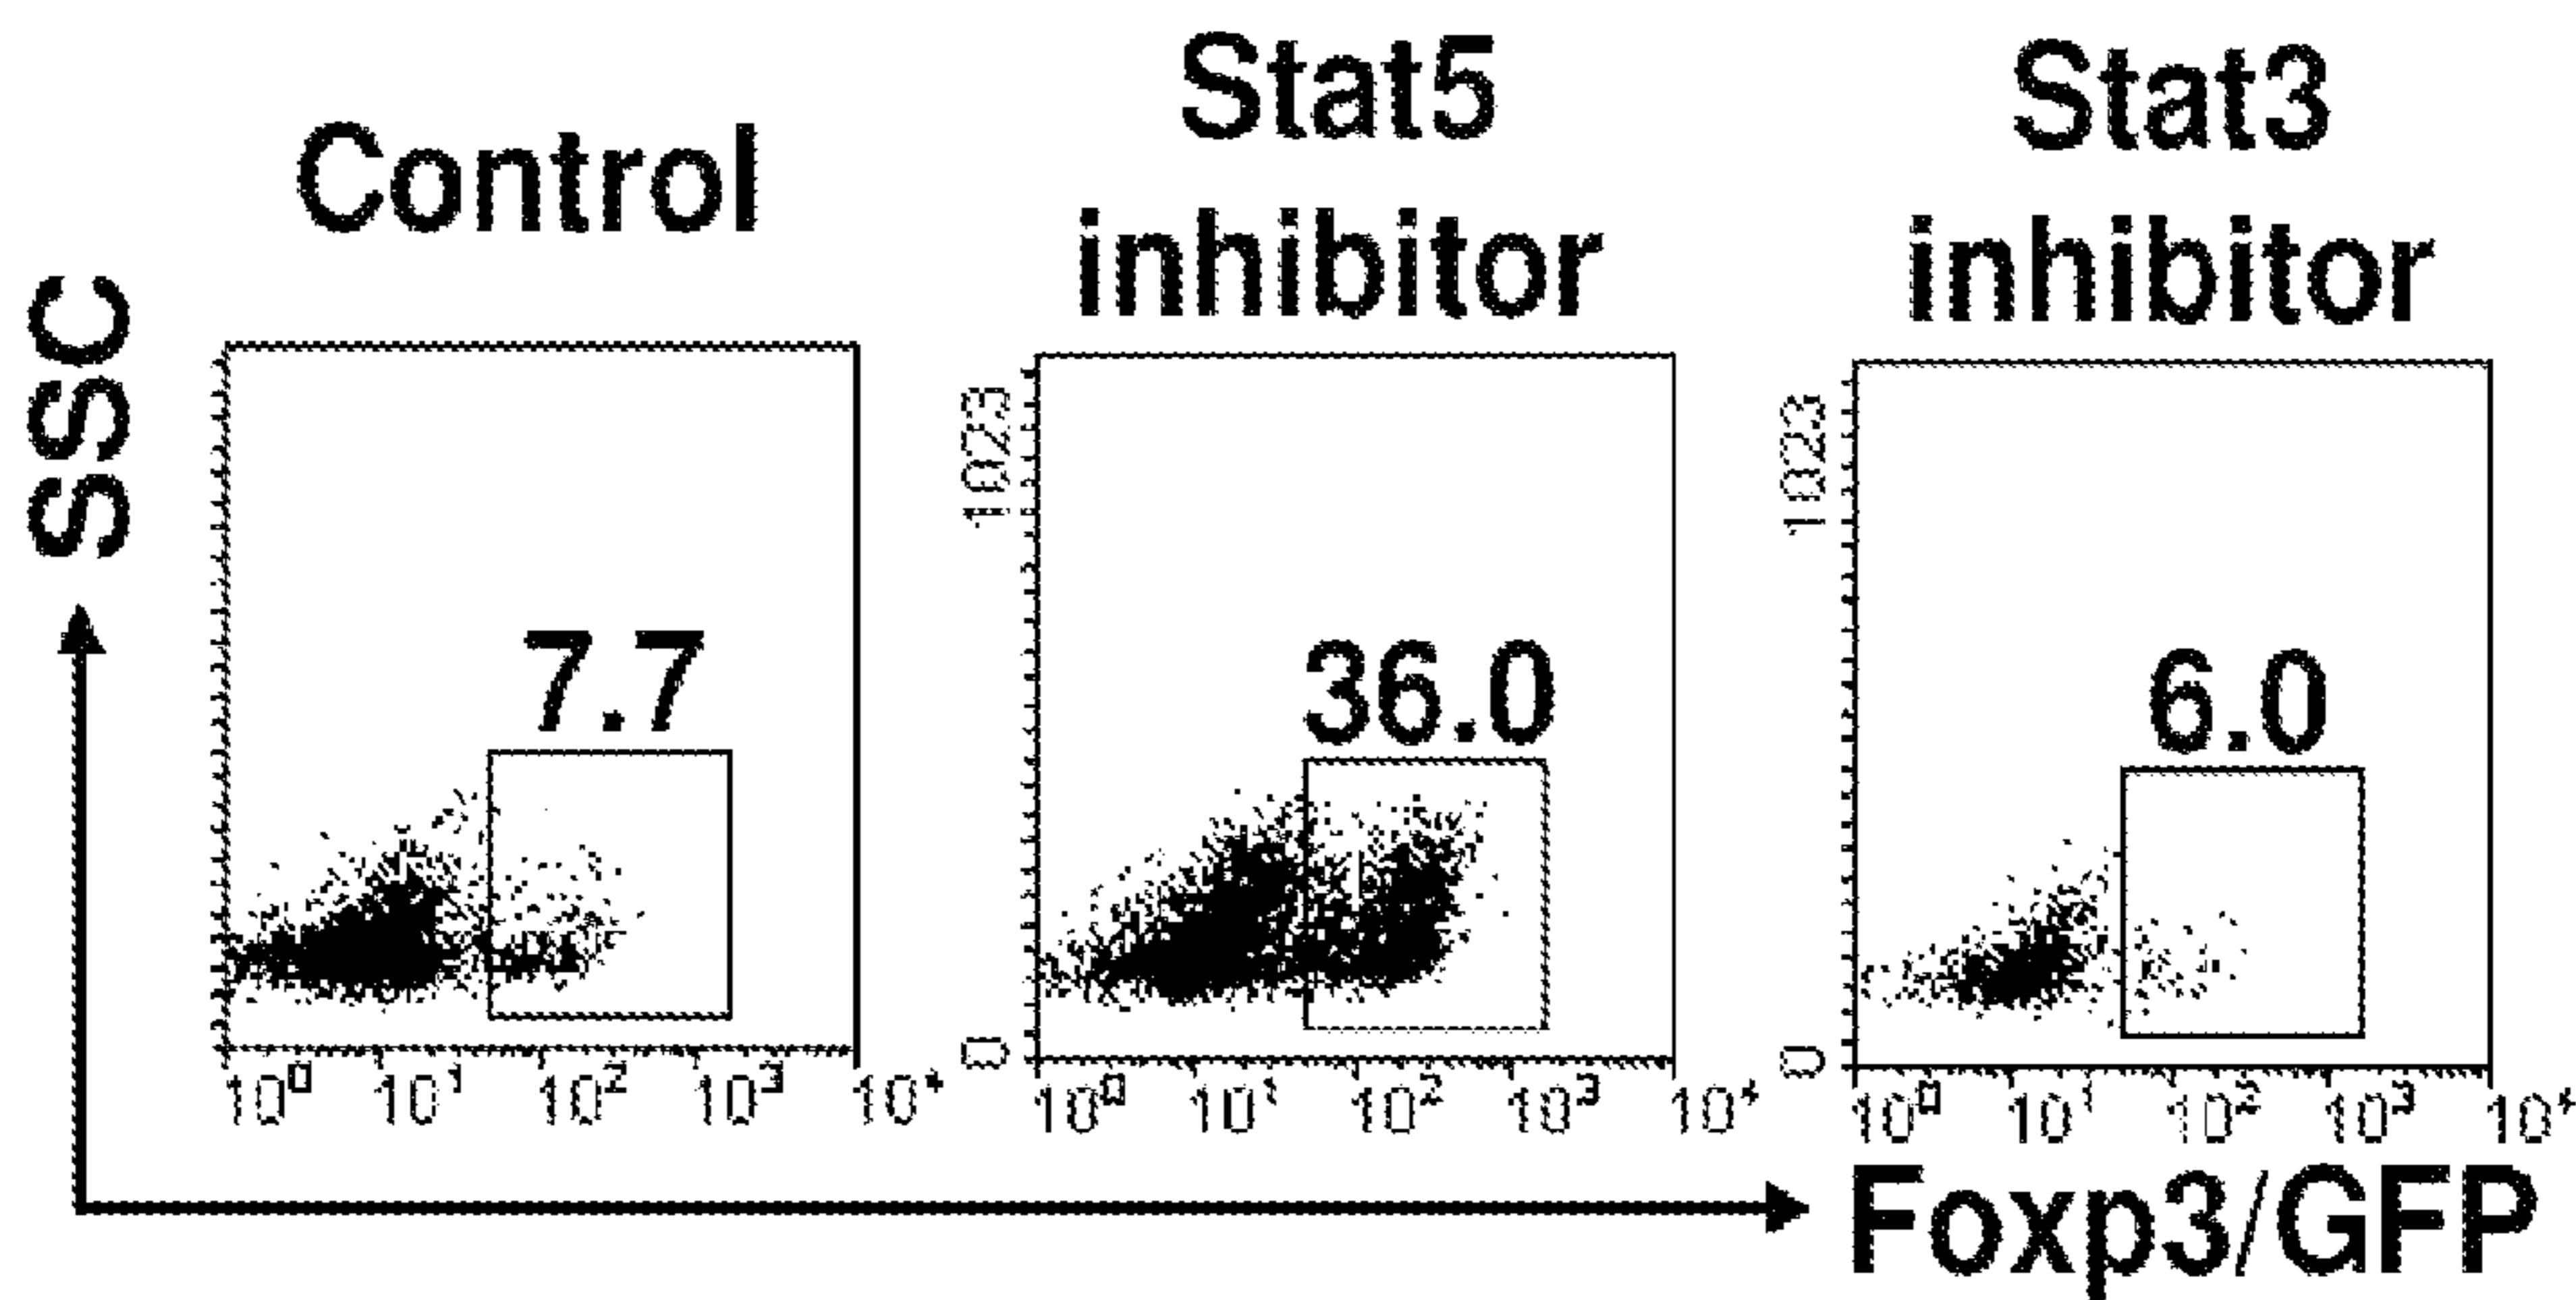 Control
Stat5
inhibitor
Stat3
inhibitor
SSC
7.7
36.0
6.0
1023
0
1023
0
10⁰ 10¹ 10² 10³ 10⁴
10⁰ 10¹ 10² 10³ 10⁴
10⁰ 10¹ 10² 10³ 10⁴
Foxp3/GFP